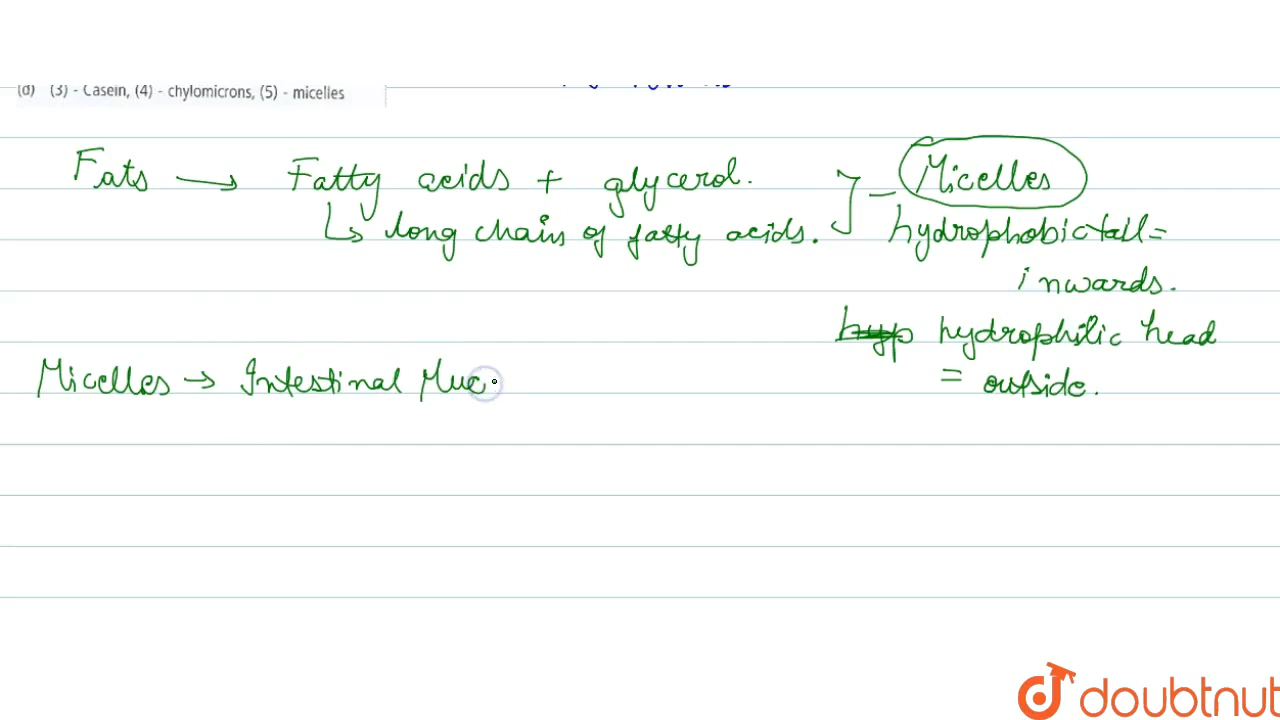 (d) (3) - Casein, (4) - chylomicrons, (5) - micelles
Fats → Fatty acids + glycerol. } - Micelles
↳ long chain of fatty acids.
hydrophobic tail =
inwards.
hyp hydrophilic head
= outside.
Micelles → Intestinal Muc
doubtnut